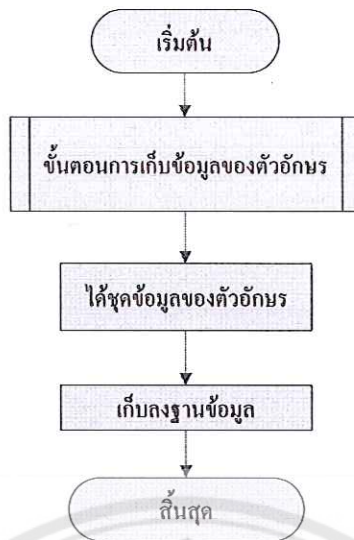 เริ่มต้น
ขั้นตอนการเก็บข้อมูลของตัวอักษร
ได้ชุดข้อมูลของตัวอักษร
เก็บลงฐานข้อมูล
สิ้นสุด